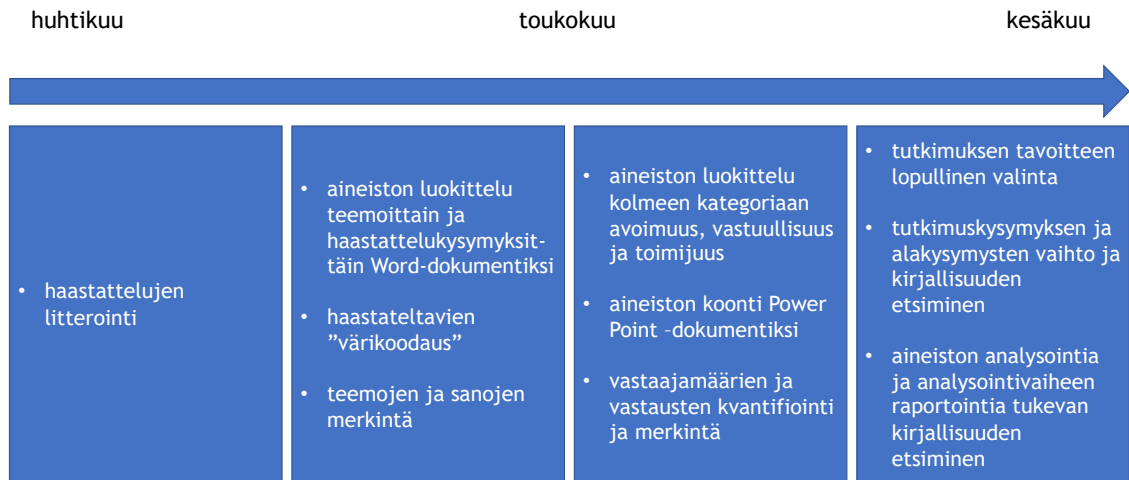 huhtikuu
toukokuu
kesäkuu
• haastattelujen
litterointi
• aineiston luokittelu
teemoittain ja
haastattelukysymyksit-
täin Word-dokumentiksi
• haastateltavien
”värikoodaus”
• teemojen ja sanojen
merkintä
• aineiston luokittelu
kolmeen kategoriaan
avoimuus, vastuullisuus
ja toimijuus
• aineiston koonti Power
Point –dokumentiksi
• vastaajamäärien ja
vastausten kvantifiointi
ja merkintä
• tutkimuksen tavoitteen
lopullinen valinta
• tutkimuskysymyksen ja
alakysymysten vaihto ja
kirjallisuuden
etsiminen
• aineiston analysointia
ja analysointivaiheen
raportointia tukevan
kirjallisuuden
etsiminen